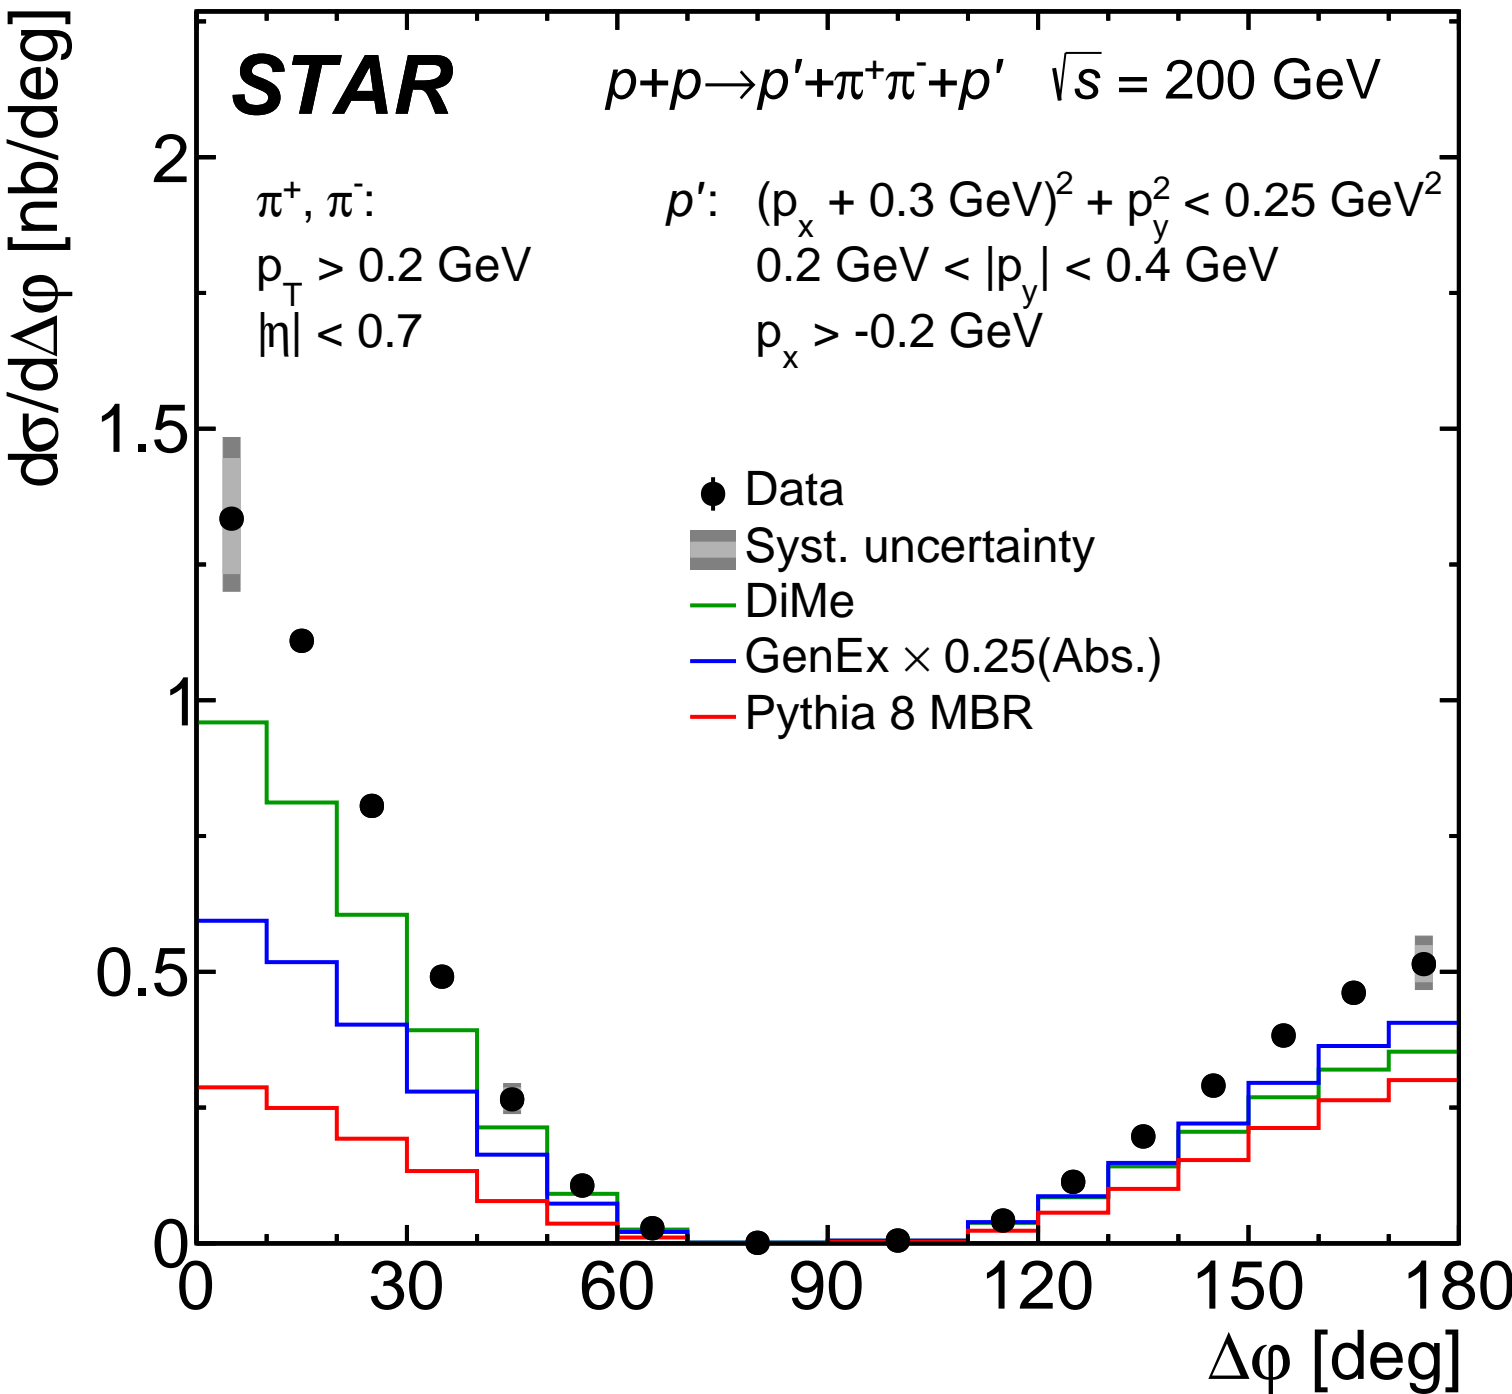 dσ/dΔφ [nb/deg]
STAR p+p→p′+π⁺π⁻+p′ √s = 200 GeV
π⁺, π⁻: p′: (pₓ + 0.3 GeV)² + p_y² < 0.25 GeV²
p_T > 0.2 GeV 0.2 GeV < |p_y| < 0.4 GeV
|η| < 0.7 pₓ > -0.2 GeV
Data
Syst. uncertainty
DiMe
GenEx × 0.25(Abs.)
Pythia 8 MBR
2
1.5
1
0.5
0
0 30 60 90 120 150 180
Δφ [deg]